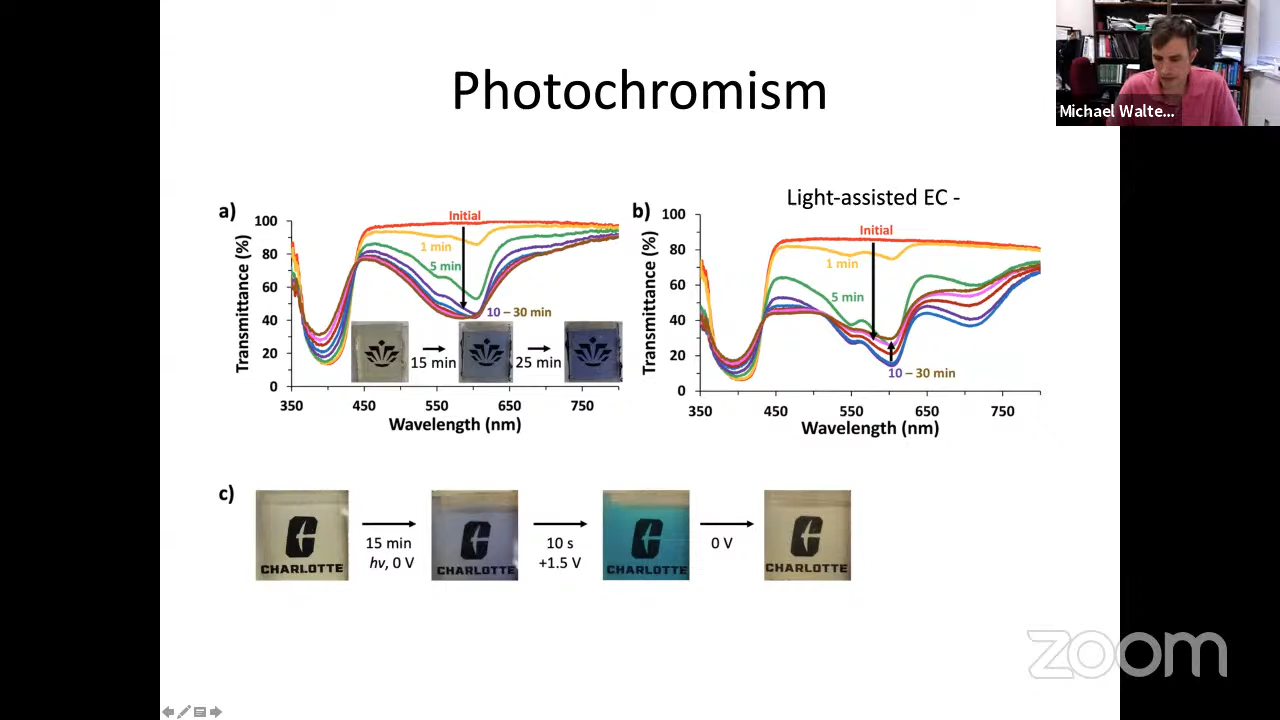 Photochromism
Michael Walte...
a)
Transmittance (%)
100
80
60
40
20
0
Initial
1 min
5 min
10 – 30 min
15 min
25 min
350
450
550
650
750
Wavelength (nm)
Light-assisted EC -
b)
Transmittance (%)
100
80
60
40
20
0
Initial
1 min
5 min
10 – 30 min
350
450
550
650
750
Wavelength (nm)
c)
CHARLOTTE
15 min
hv, 0 V
CHARLOTTE
10 s
+1.5 V
CHARLOTTE
0 V
CHARLOTTE
zoom